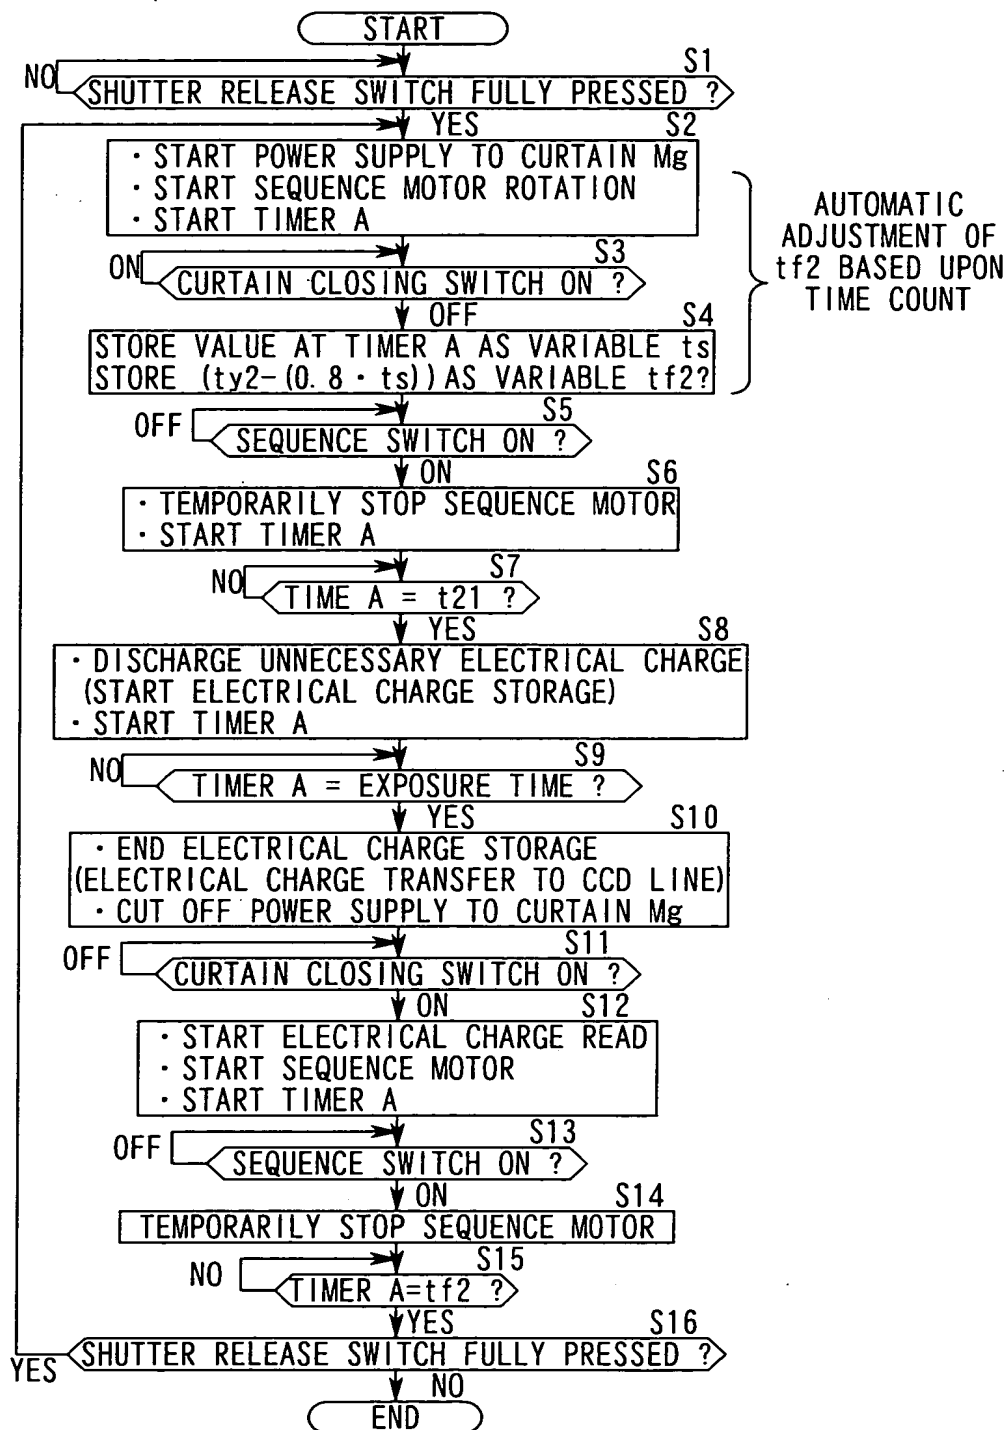 START
S1
NO
SHUTTER RELEASE SWITCH FULLY PRESSED ?
YES
S2
· START POWER SUPPLY TO CURTAIN Mg
· START SEQUENCE MOTOR ROTATION
· START TIMER A
AUTOMATIC
ADJUSTMENT OF
tf2 BASED UPON
TIME COUNT
S3
ON
CURTAIN CLOSING SWITCH ON ?
OFF
S4
STORE VALUE AT TIMER A AS VARIABLE ts
STORE (ty2-(0.8 · ts)) AS VARIABLE tf2?
S5
OFF
SEQUENCE SWITCH ON ?
ON
S6
· TEMPORARILY STOP SEQUENCE MOTOR
· START TIMER A
S7
NO
TIME A = t21 ?
YES
S8
· DISCHARGE UNNECESSARY ELECTRICAL CHARGE
(START ELECTRICAL CHARGE STORAGE)
· START TIMER A
S9
NO
TIMER A = EXPOSURE TIME ?
YES
S10
· END ELECTRICAL CHARGE STORAGE
(ELECTRICAL CHARGE TRANSFER TO CCD LINE)
· CUT OFF POWER SUPPLY TO CURTAIN Mg
S11
OFF
CURTAIN CLOSING SWITCH ON ?
ON
S12
· START ELECTRICAL CHARGE READ
· START SEQUENCE MOTOR
· START TIMER A
S13
OFF
SEQUENCE SWITCH ON ?
ON
S14
TEMPORARILY STOP SEQUENCE MOTOR
S15
NO
TIMER A=tf2 ?
YES
S16
SHUTTER RELEASE SWITCH FULLY PRESSED ?
YES
NO
END